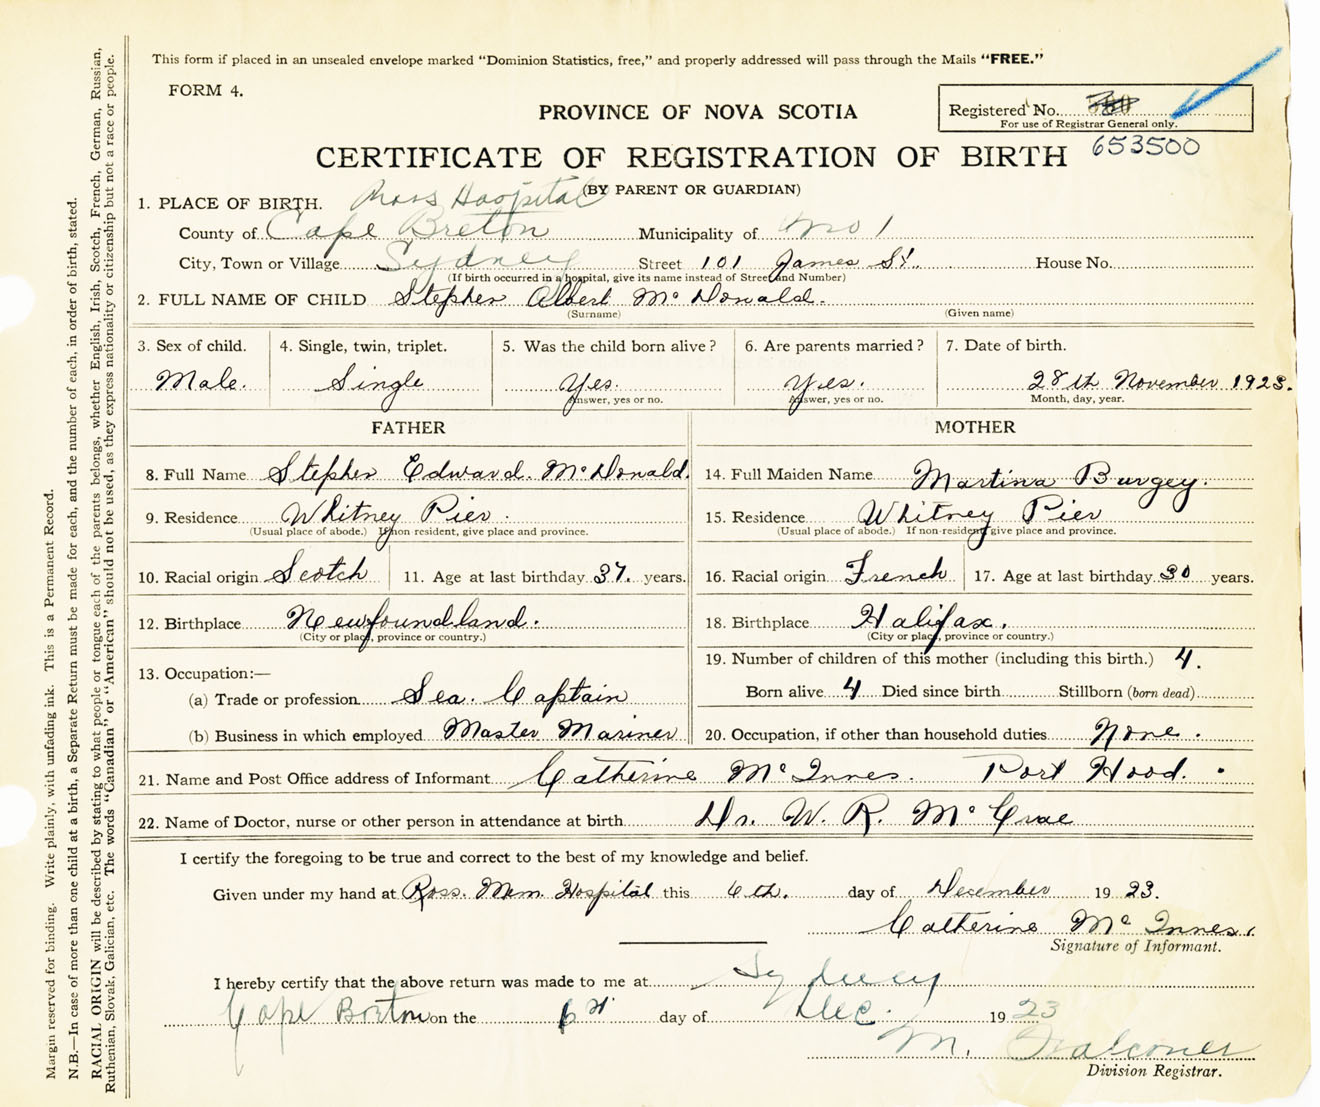 This form if placed in an unsealed envelope marked "Dominion Statistics, free," and properly addressed will pass through the Mails "FREE."
FORM 4.
PROVINCE OF NOVA SCOTIA
Registered No.
For use of Registrar General only.
653500
CERTIFICATE OF REGISTRATION OF BIRTH
(BY PARENT OR GUARDIAN)
1. PLACE OF BIRTH. Ross Hospital
County of Cape Breton Municipality of No 1
City, Town or Village Sydney Street 101 James St. House No.
(If birth occurred in a hospital, give its name instead of Street and Number)
2. FULL NAME OF CHILD Stephen Albert McDonald.
(Surname) (Given name)
3. Sex of child. 4. Single, twin, triplet. 5. Was the child born alive? 6. Are parents married? 7. Date of birth.
Male. Single Yes. Yes. 28th November 1923.
Answer, yes or no. Answer, yes or no. Month, day, year.
FATHER MOTHER
8. Full Name Stephen Edward McDonald. 14. Full Maiden Name Martina Burgey.
9. Residence Whitney Pier. 15. Residence Whitney Pier
(Usual place of abode.) If non resident, give place and province. (Usual place of abode.) If non-resident, give place and province.
10. Racial origin Scotch 11. Age at last birthday 37. years. 16. Racial origin French 17. Age at last birthday 30 years.
12. Birthplace Newfoundland. 18. Birthplace Halifax.
(City or place, province or country.) (City or place, province or country.)
13. Occupation:— 19. Number of children of this mother (including this birth.) 4.
(a) Trade or profession Sea Captain Born alive 4 Died since birth Stillborn (born dead)
(b) Business in which employed Master Mariner 20. Occupation, if other than household duties None.
21. Name and Post Office address of Informant Catherine McInnes. Port Hood.
22. Name of Doctor, nurse or other person in attendance at birth Dr. W. R. McCrae
I certify the foregoing to be true and correct to the best of my knowledge and belief.
Given under my hand at Ross. Mem. Hospital this 6th. day of December 1923.
Catherine McInnes.
Signature of Informant.
I hereby certify that the above return was made to me at Sydney
Cape Breton on the 6th day of Dec. 1923
M. Falconer
Division Registrar.
Margin reserved for binding. Write plainly, with unfading ink. This is a Permanent Record.
N.B.—In case of more than one child at a birth, a Separate Return must be made for each, and the number of each, in order of birth, stated.
RACIAL ORIGIN will be described by stating to what people or tongue each of the parents belongs, whether English, Irish, Scotch, French, German, Russian,
Ruthenian, Slovak, Galician, etc. The words "Canadian" or "American" should not be used, as they express nationality or citizenship but not a race or people.